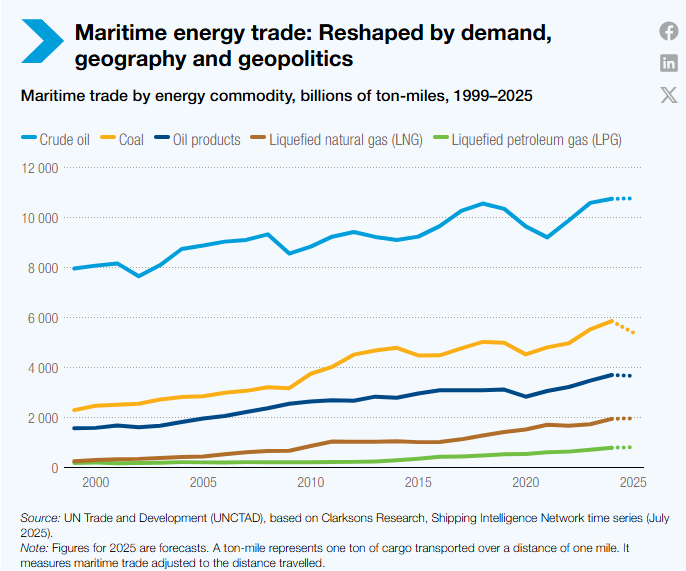 Maritime energy trade: Reshaped by demand,
geography and geopolitics
Maritime trade by energy commodity, billions of ton-miles, 1999–2025
Crude oil Coal Oil products Liquefied natural gas (LNG) Liquefied petroleum gas (LPG)
12 000
10 000
8 000
6 000
4 000
2 000
0
2000 2005 2010 2015 2020 2025
Source: UN Trade and Development (UNCTAD), based on Clarksons Research, Shipping Intelligence Network time series (July
2025).
Note: Figures for 2025 are forecasts. A ton-mile represents one ton of cargo transported over a distance of one mile. It
measures maritime trade adjusted to the distance travelled.